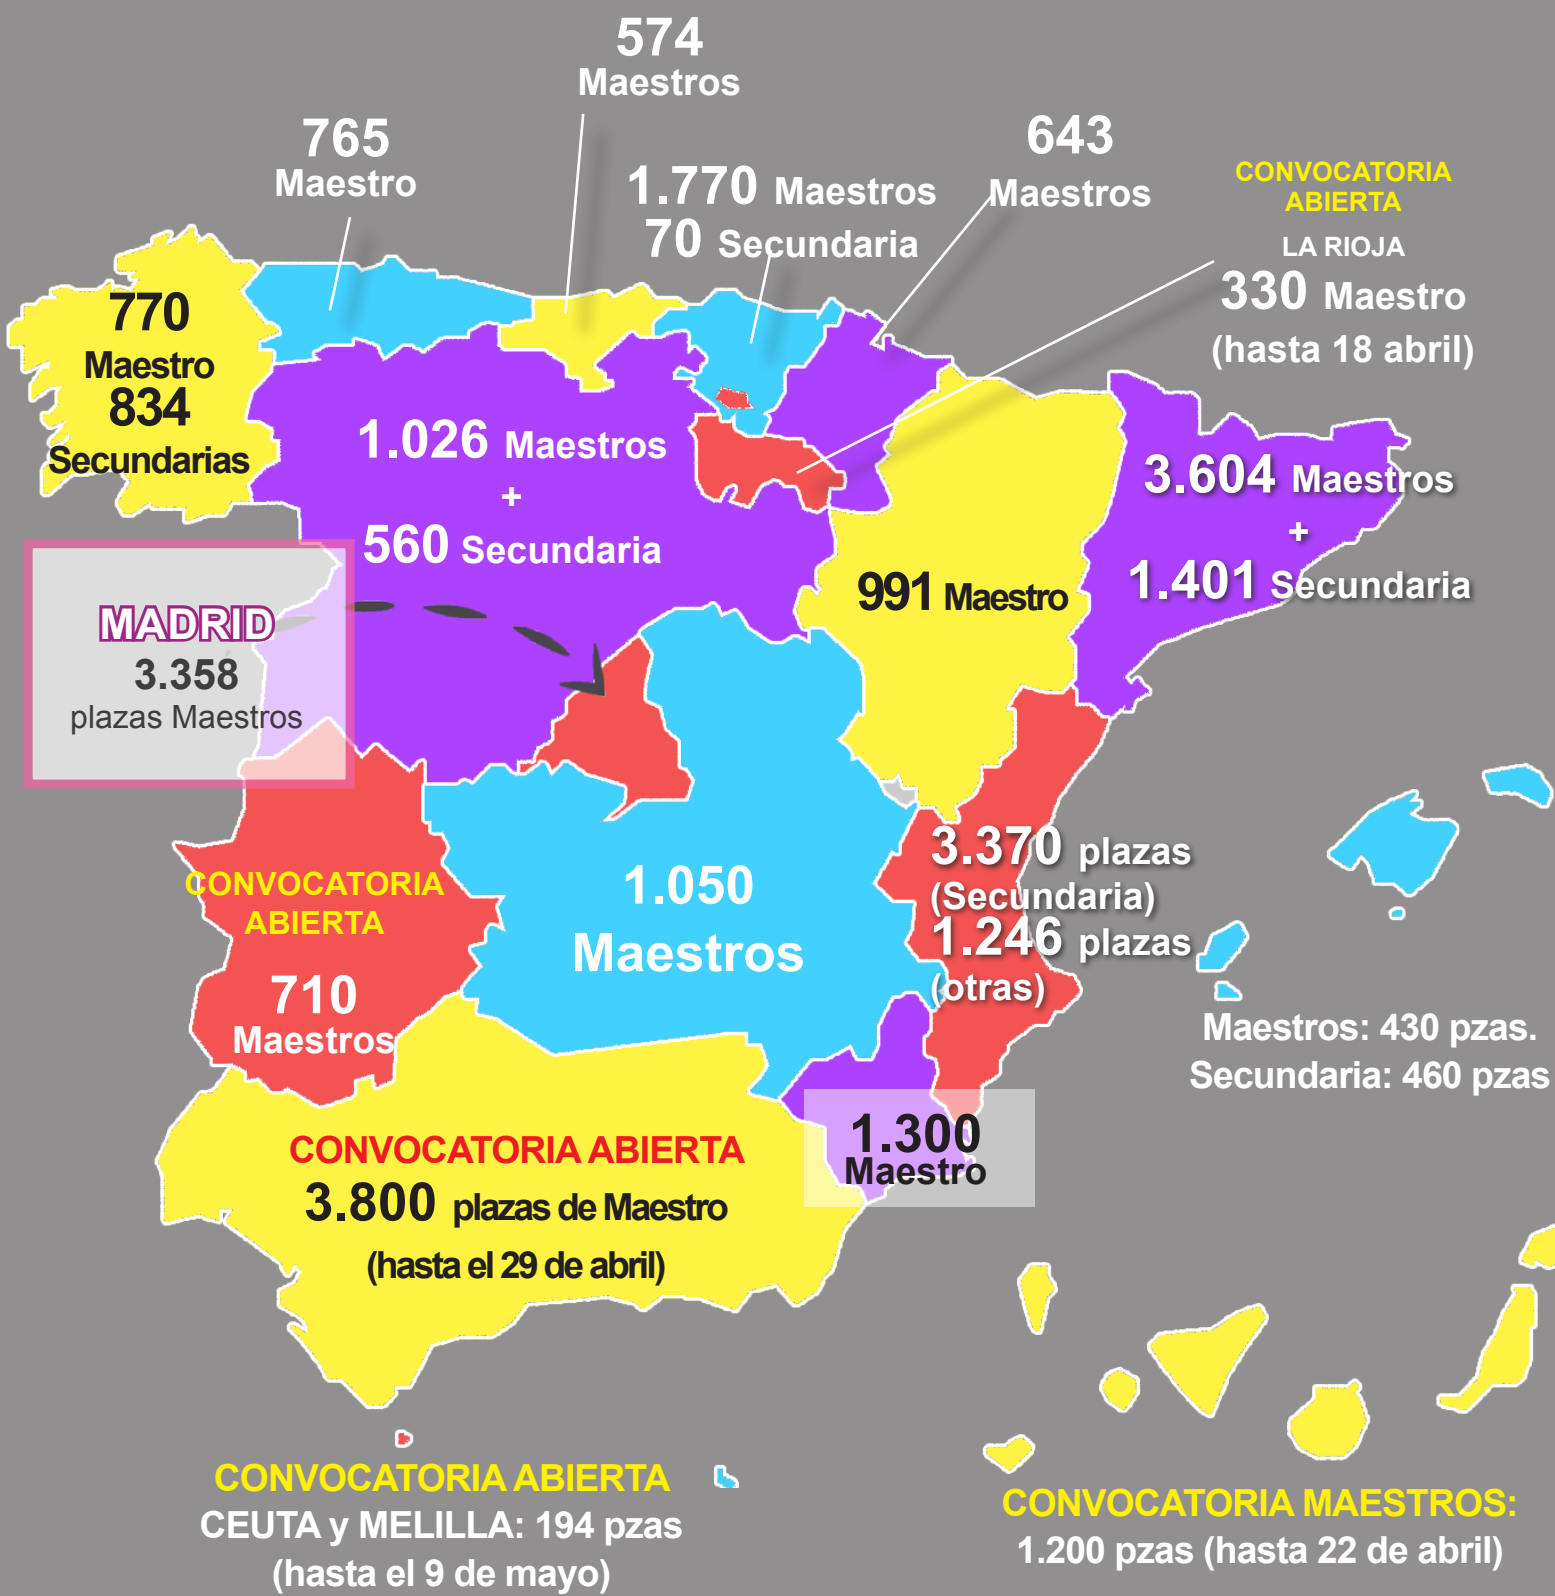 574
Maestros
765
Maestro
1.770 Maestros
70 Secundaria
643
Maestros
CONVOCATORIA
ABIERTA
LA RIOJA
330 Maestro
(hasta 18 abril)
770
Maestro
834
Secundarias
1.026 Maestros
+
560 Secundaria
3.604 Maestros
+
1.401 Secundaria
991 Maestro
MADRID
3.358
plazas Maestros
CONVOCATORIA
ABIERTA
710
Maestros
1.050
Maestros
3.370 plazas
(Secundaria)
1.246 plazas
(otras)
Maestros: 430 pzas.
Secundaria: 460 pzas
1.300
Maestro
CONVOCATORIA ABIERTA
3.800 plazas de Maestro
(hasta el 29 de abril)
CONVOCATORIA ABIERTA
CEUTA y MELILLA: 194 pzas
(hasta el 9 de mayo)
CONVOCATORIA MAESTROS:
1.200 pzas (hasta 22 de abril)